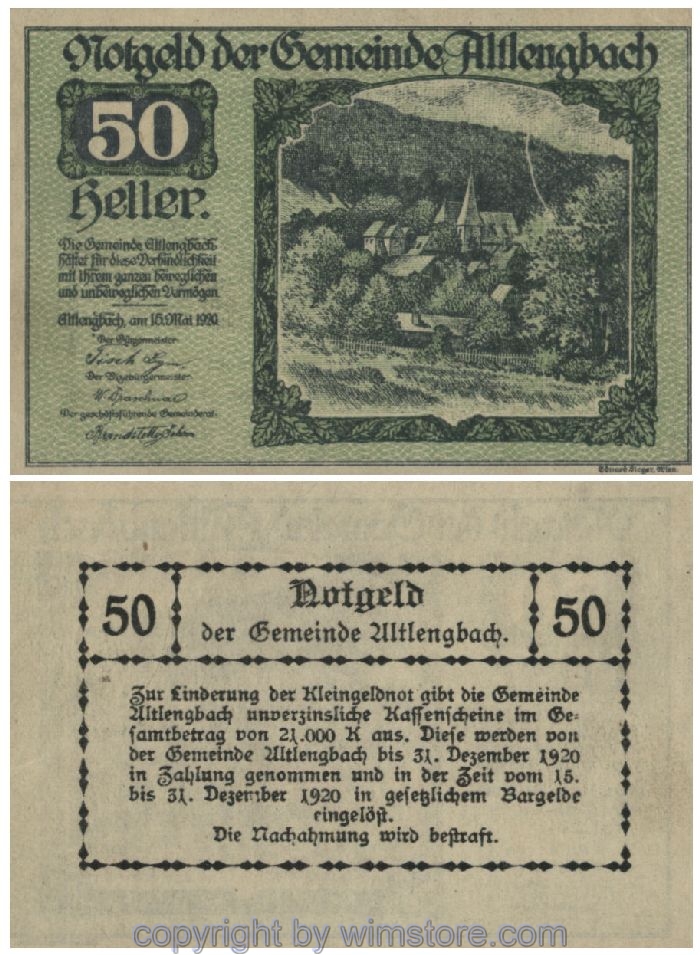 Notgeld der Gemeinde Altlengbach
50
Heller.
Die Gemeinde Altlengbach
haftet für diese Verbindlichkeit
mit ihrem ganzen beweglichen
und unbeweglichen Vermögen.
Altlengbach, am 16. Mai 1920
Der Bürgermeister:
Der Vizebürgermeister:
Der geschäftsführende Gemeinderat:
Eduard Sieger, Wien.
50
Notgeld
der Gemeinde Altlengbach.
50
Zur Linderung der Kleingeldnot gibt die Gemeinde
Altlengbach unverzinsliche Kassenscheine im Ge-
samtbetrag von 21.000 K aus. Diese werden von
der Gemeinde Altlengbach bis 31. Dezember 1920
in Zahlung genommen und in der Zeit vom 15.
bis 31. Dezember 1920 in gesetzlichem Bargelde
eingelöst.
Die Nachahmung wird bestraft.
copyright by wimstore.com